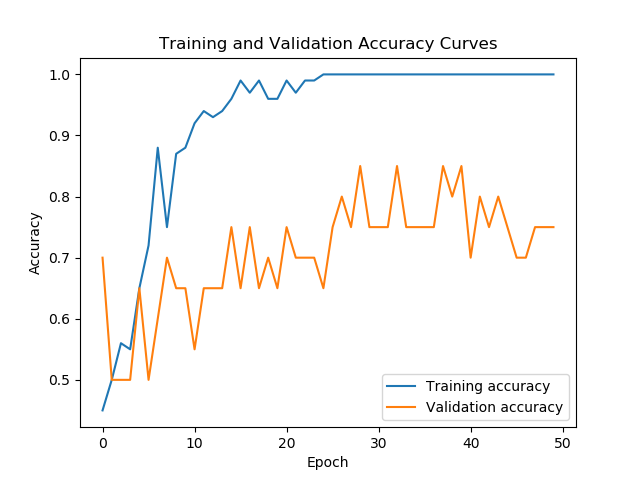 Training and Validation Accuracy Curves
1.0
0.9
0.8
0.7
0.6
0.5
Accuracy
Training accuracy
Validation accuracy
0 10 20 30 40 50
Epoch